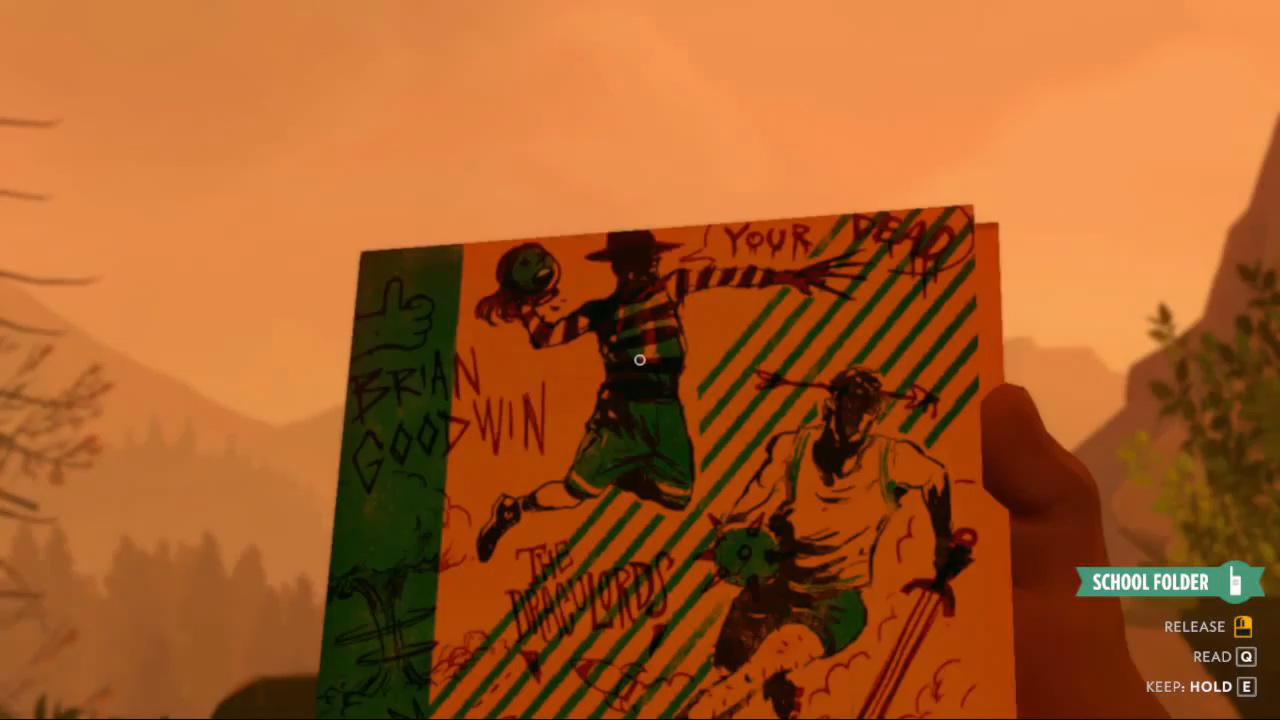 YOUR DEAD
BRIAN
GOODWIN
THE
DRACULORDS
SCHOOL FOLDER
RELEASE
READ Q
KEEP: HOLD E